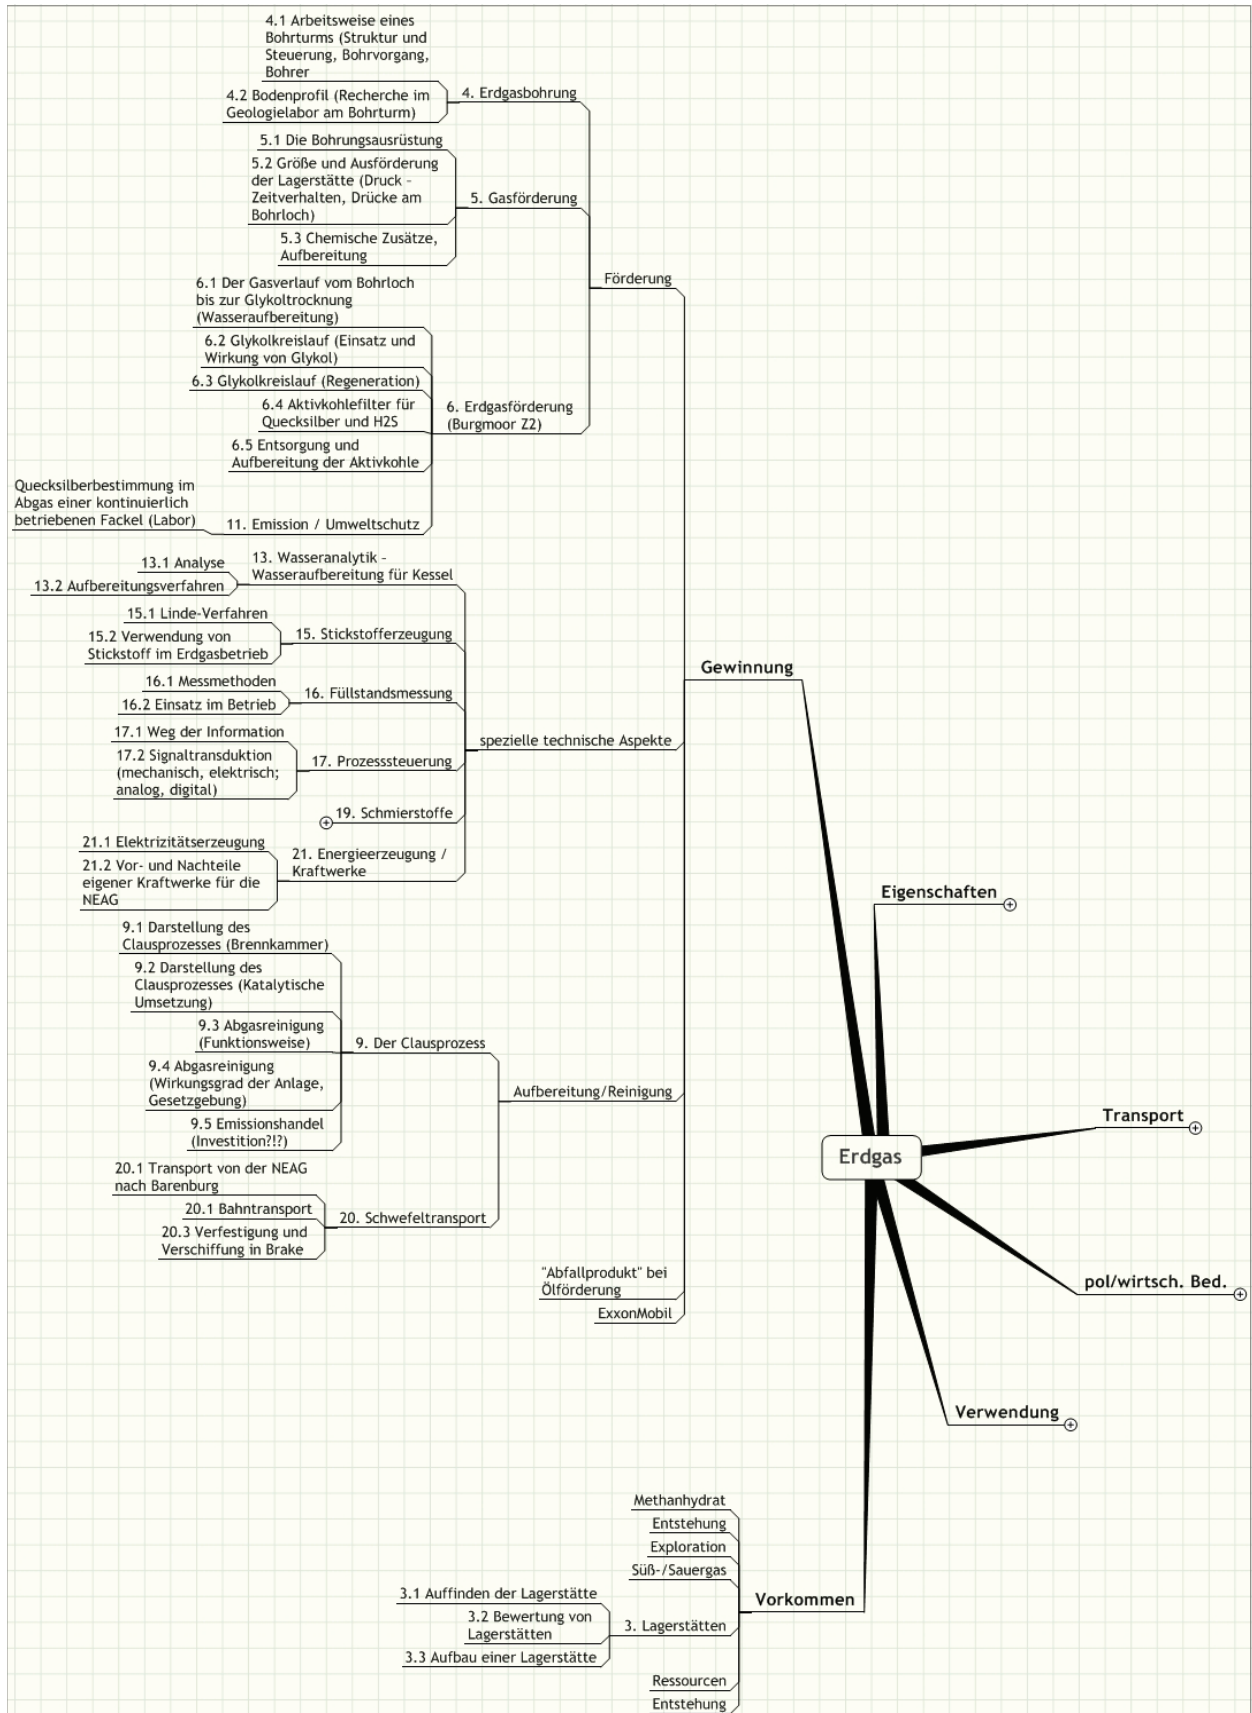 4.1 Arbeitsweise eines
Bohrturms (Struktur und
Steuerung, Bohrvorgang,
Bohrer
4.2 Bodenprofil (Recherche im
Geologielabor am Bohrturm)
4. Erdgasbohrung
5.1 Die Bohrungsausrüstung
5.2 Größe und Ausförderung
der Lagerstätte (Druck -
Zeitverhalten, Drücke am
Bohrloch)
5.3 Chemische Zusätze,
Aufbereitung
5. Gasförderung
6.1 Der Gasverlauf vom Bohrloch
bis zur Glykoltrocknung
(Wasseraufbereitung)
6.2 Glykolkreislauf (Einsatz und
Wirkung von Glykol)
6.3 Glykolkreislauf (Regeneration)
6.4 Aktivkohlefilter für
Quecksilber und H2S
6.5 Entsorgung und
Aufbereitung der Aktivkohle
Quecksilberbestimmung im
Abgas einer kontinuierlich
betriebenen Fackel (Labor)
11. Emission / Umweltschutz
6. Erdgasförderung
(Burgmoor Z2)
Förderung
13.1 Analyse
13.2 Aufbereitungsverfahren
13. Wasseranalytik -
Wasseraufbereitung für Kessel
15.1 Linde-Verfahren
15.2 Verwendung von
Stickstoff im Erdgasbetrieb
15. Stickstofferzeugung
16.1 Messmethoden
16.2 Einsatz im Betrieb
16. Füllstandsmessung
17.1 Weg der Information
17.2 Signaltransduktion
(mechanisch, elektrisch;
analog, digital)
17. Prozesssteuerung
19. Schmierstoffe
21.1 Elektrizitätserzeugung
21.2 Vor- und Nachteile
eigener Kraftwerke für die
NEAG
21. Energieerzeugung /
Kraftwerke
spezielle technische Aspekte
9.1 Darstellung des
Clausprozesses (Brennkammer)
9.2 Darstellung des
Clausprozesses (Katalytische
Umsetzung)
9.3 Abgasreinigung
(Funktionsweise)
9.4 Abgasreinigung
(Wirkungsgrad der Anlage,
Gesetzgebung)
9.5 Emissionshandel
(Investition?!?)
9. Der Clausprozess
20.1 Transport von der NEAG
nach Barenburg
20.1 Bahntransport
20.3 Verfestigung und
Verschiffung in Brake
20. Schwefeltransport
Aufbereitung/Reinigung
"Abfallprodukt" bei
Ölförderung
ExxonMobil
Gewinnung
Eigenschaften
Transport
Erdgas
pol/wirtsch. Bed.
Verwendung
Methanhydrat
Entstehung
Exploration
Süß-/Sauergas
3.1 Auffinden der Lagerstätte
3.2 Bewertung von
Lagerstätten
3.3 Aufbau einer Lagerstätte
3. Lagerstätten
Ressourcen
Entstehung
Vorkommen